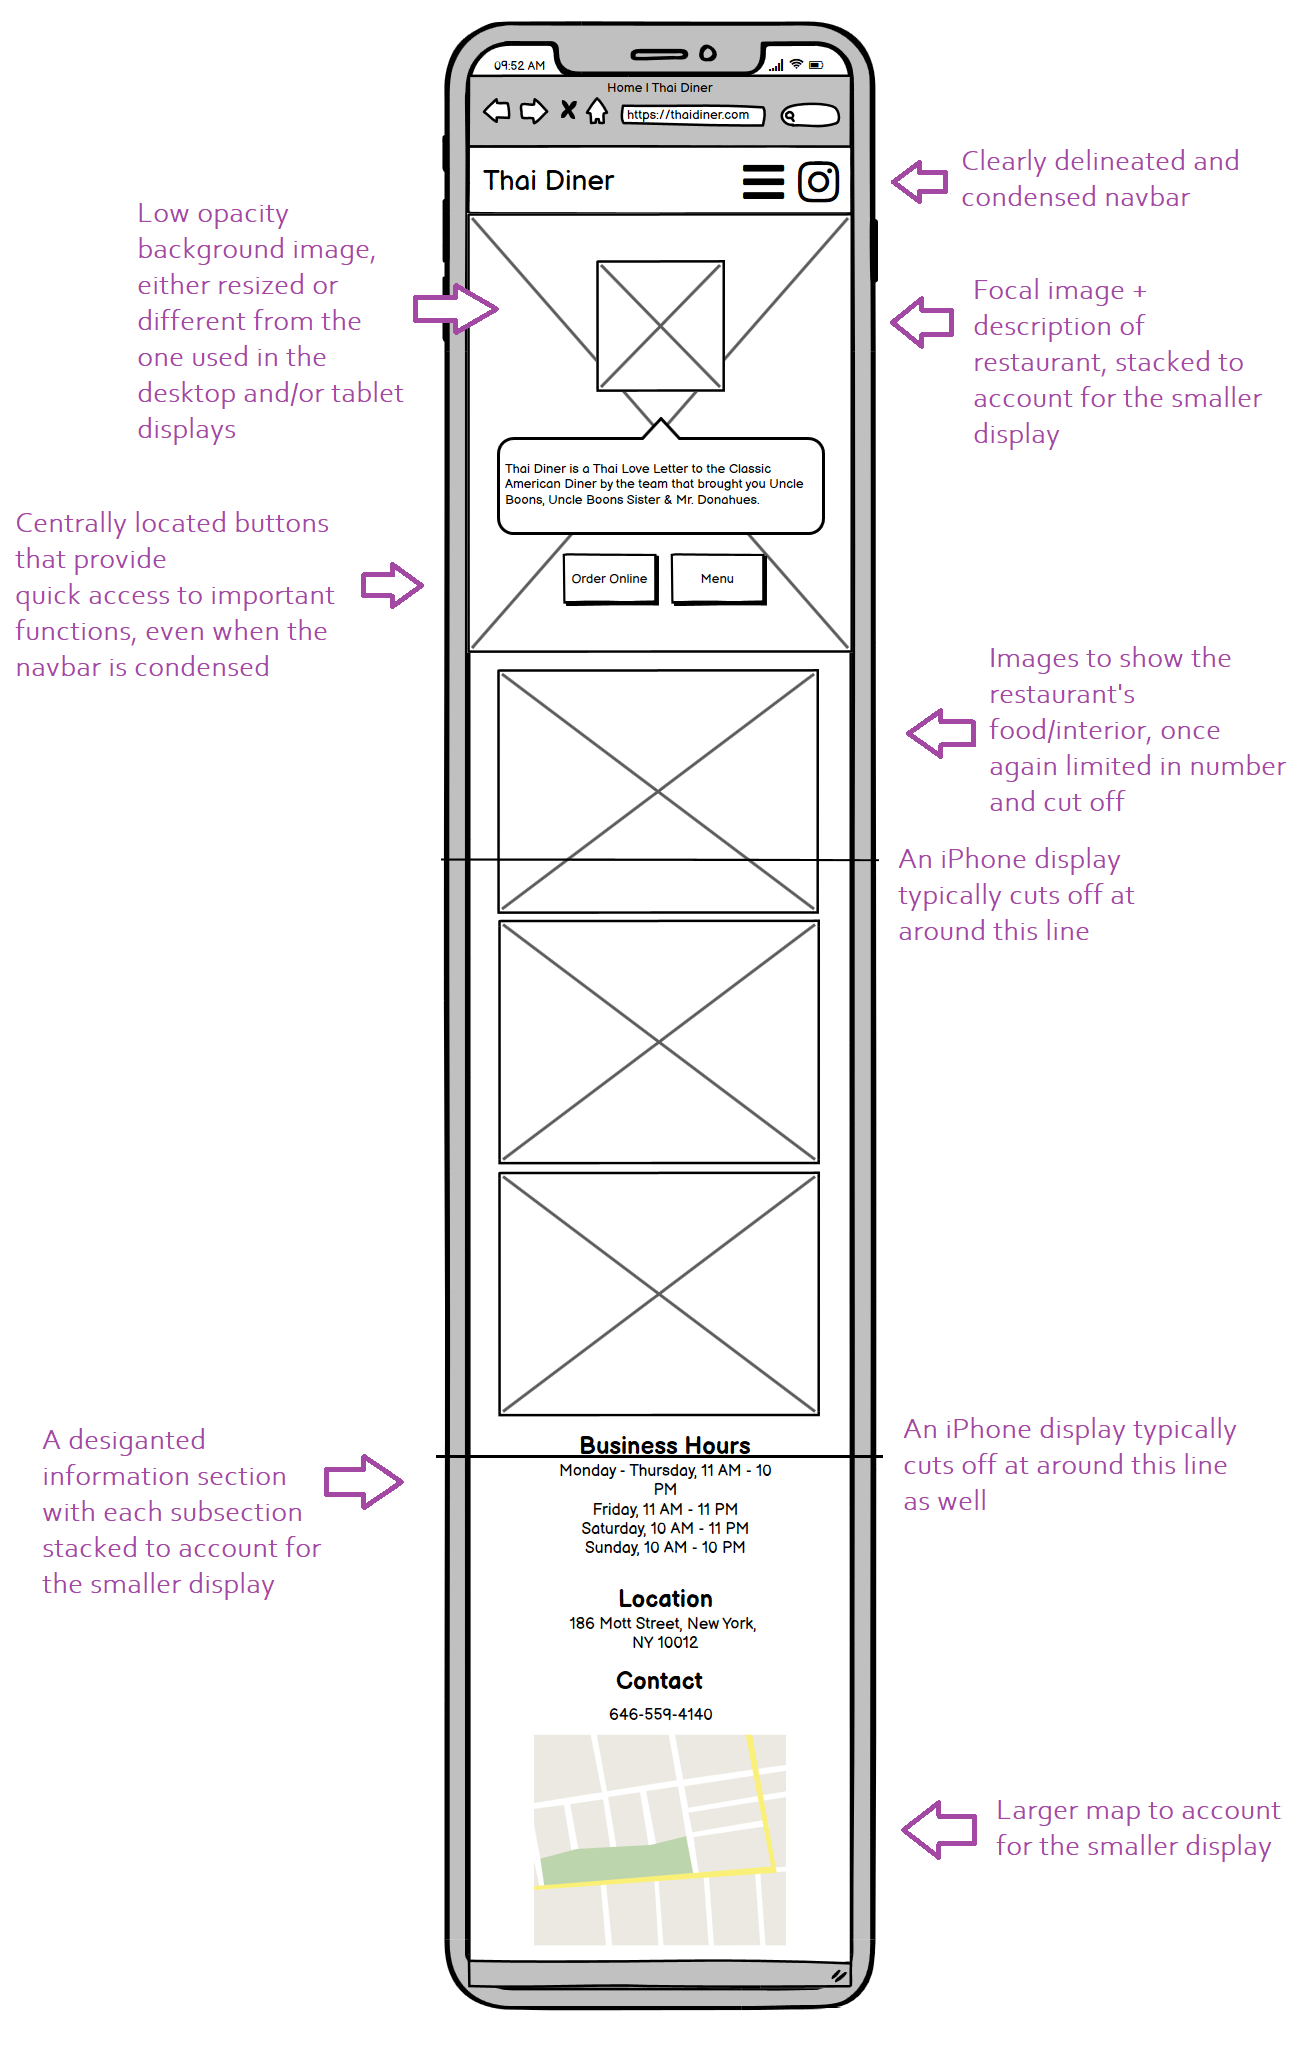 09:52 AM
Home | Thai Diner
https://thaidiner.com
Thai Diner
Clearly delineated and
condensed navbar
Low opacity
background image,
either resized or
different from the
one used in the
desktop and/or tablet
displays
Focal image +
description of
restaurant, stacked to
account for the smaller
display
Thai Diner is a Thai Love Letter to the Classic
American Diner by the team that brought you Uncle
Boons, Uncle Boons Sister & Mr. Donahues.
Centrally located buttons
that provide
quick access to important
functions, even when the
navbar is condensed
Order Online
Menu
Images to show the
restaurant's
food/interior, once
again limited in number
and cut off
An iPhone display
typically cuts off at
around this line
A desiganted
information section
with each subsection
stacked to account for
the smaller display
An iPhone display typically
cuts off at around this line
as well
Business Hours
Monday - Thursday, 11 AM - 10
PM
Friday, 11 AM - 11 PM
Saturday, 10 AM - 11 PM
Sunday, 10 AM - 10 PM
Location
186 Mott Street, New York,
NY 10012
Contact
646-559-4140
Larger map to account
for the smaller display